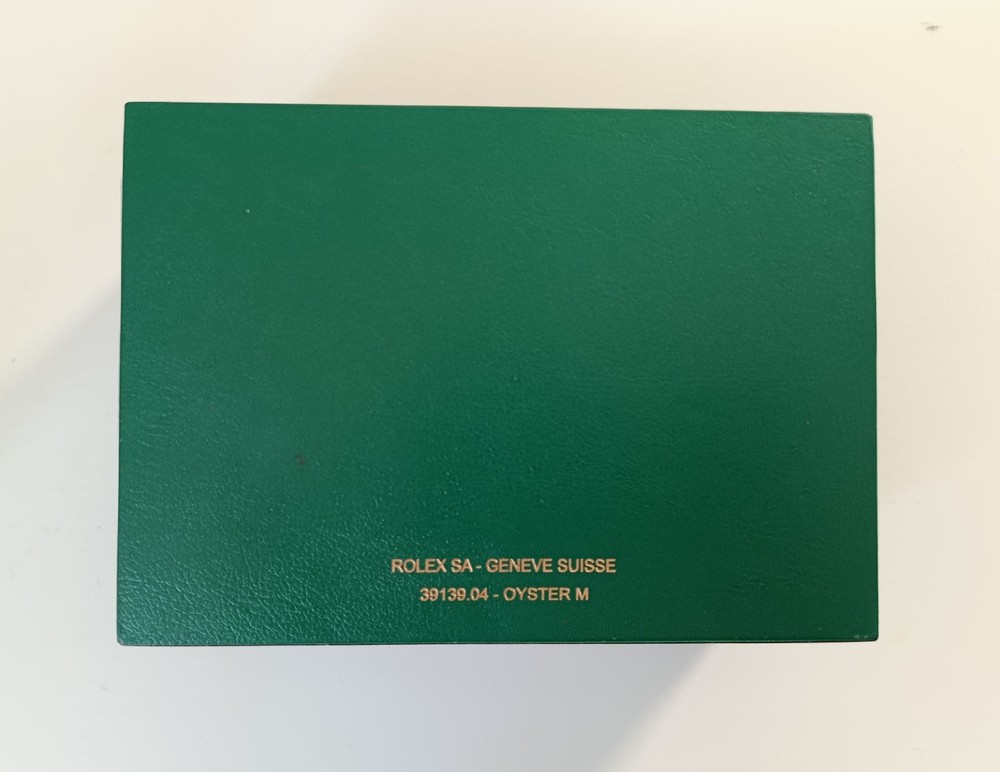 ROLEX SA - GENEVE SUISSE
39139.04 - OYSTER M